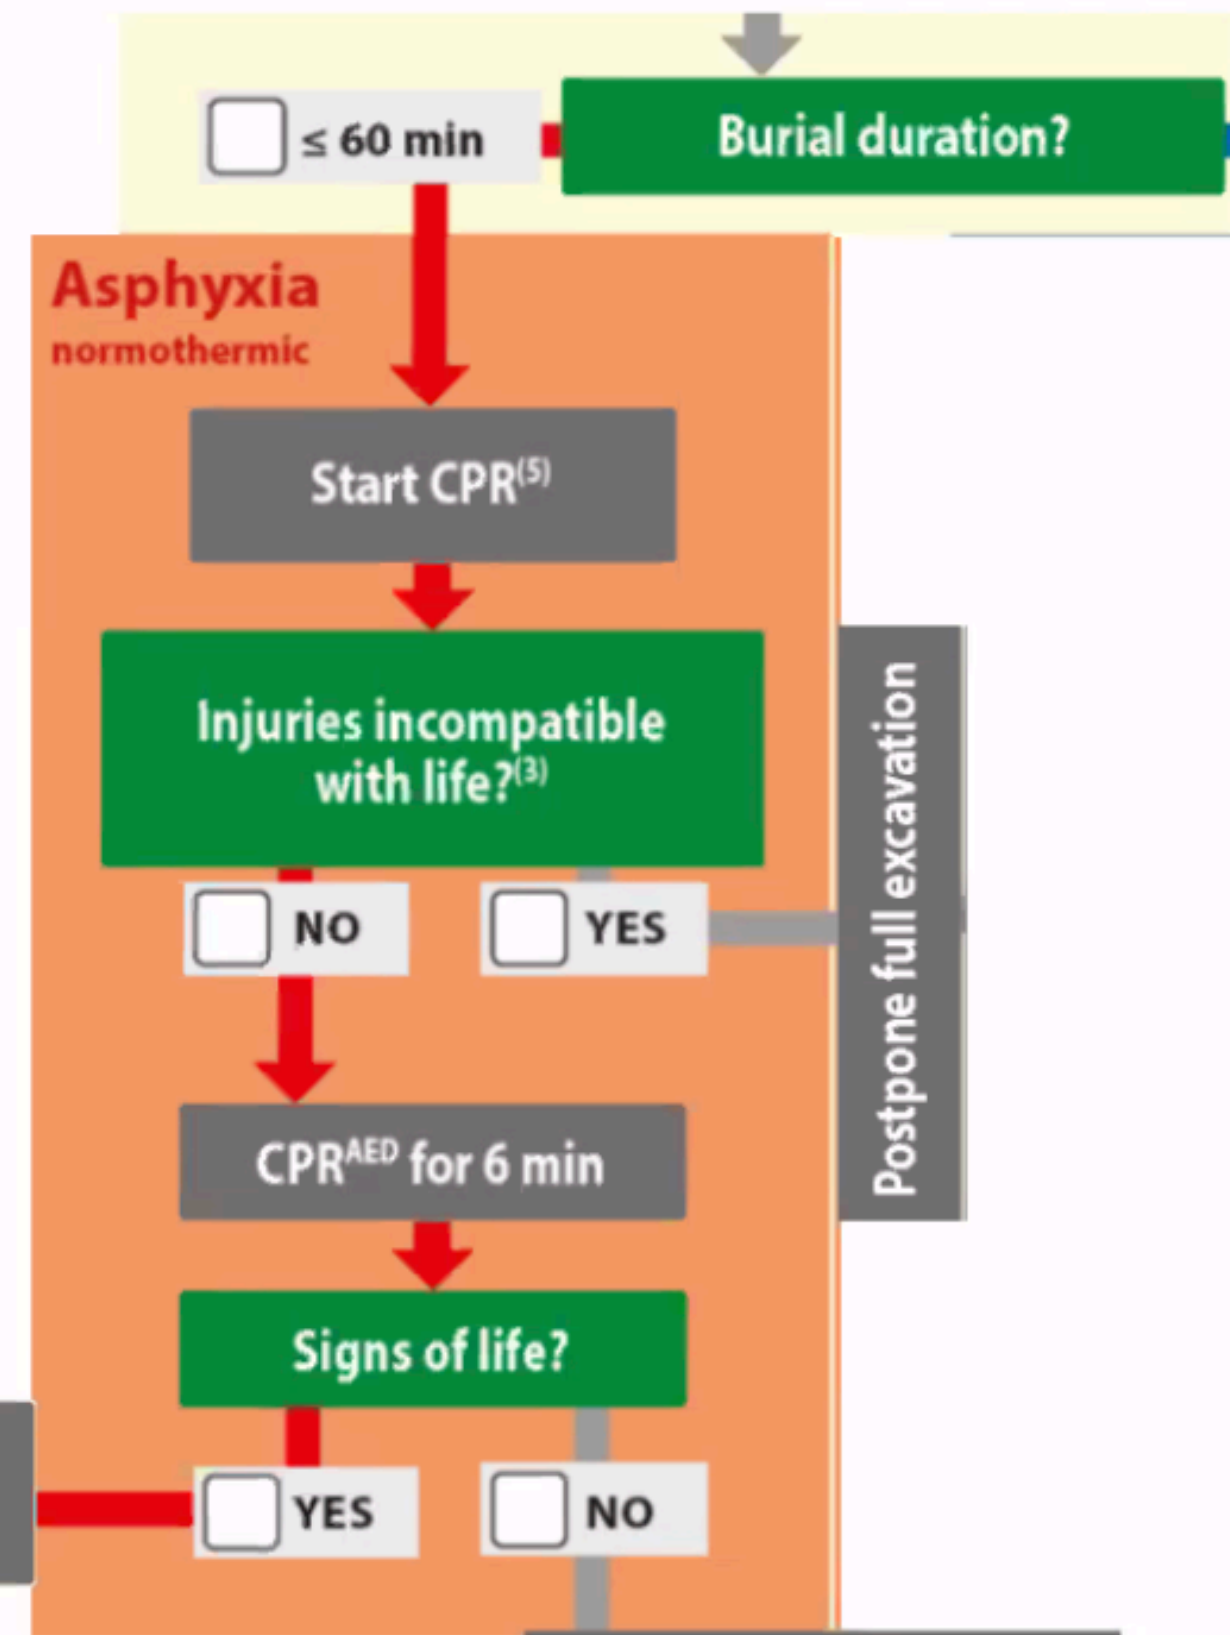 ≤ 60 min
Burial duration?
Asphyxia
normothermic
Start CPR(5)
Injuries incompatible
with life?(3)
NO
YES
Postpone full excavation
CPRAED for 6 min
Signs of life?
YES
NO